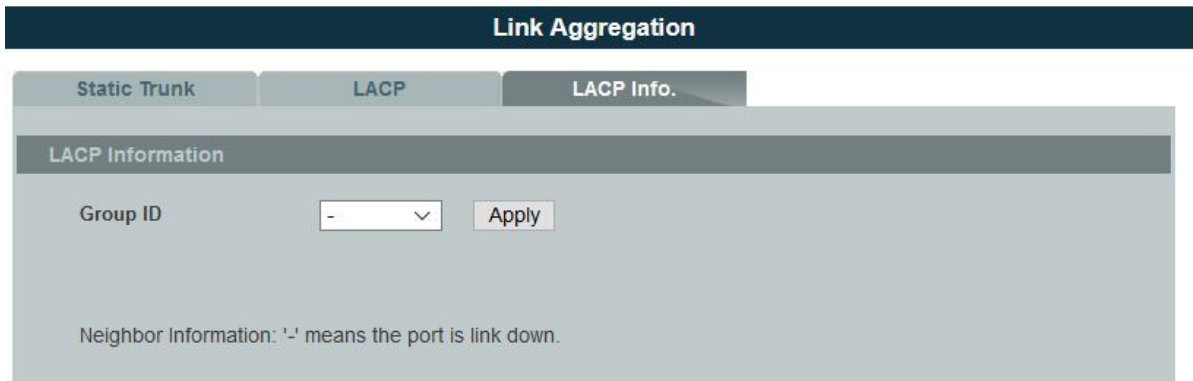 Link Aggregation
Static Trunk LACP LACP Info.
LACP Information
Group ID - Apply
Neighbor Information: '-' means the port is link down.